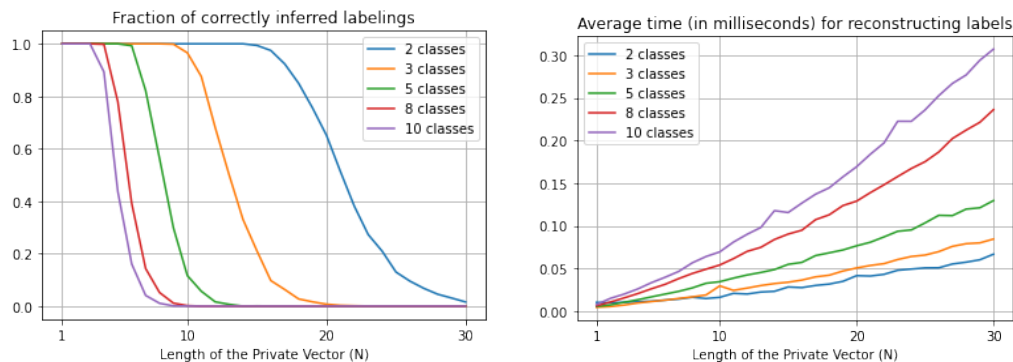 Fraction of correctly inferred labelings
1.0
0.8
0.6
0.4
0.2
0.0
2 classes
3 classes
5 classes
8 classes
10 classes
1
10
20
30
Length of the Private Vector (N)
Average time (in milliseconds) for reconstructing labels
0.30
0.25
0.20
0.15
0.10
0.05
0.00
2 classes
3 classes
5 classes
8 classes
10 classes
1
10
20
30
Length of the Private Vector (N)